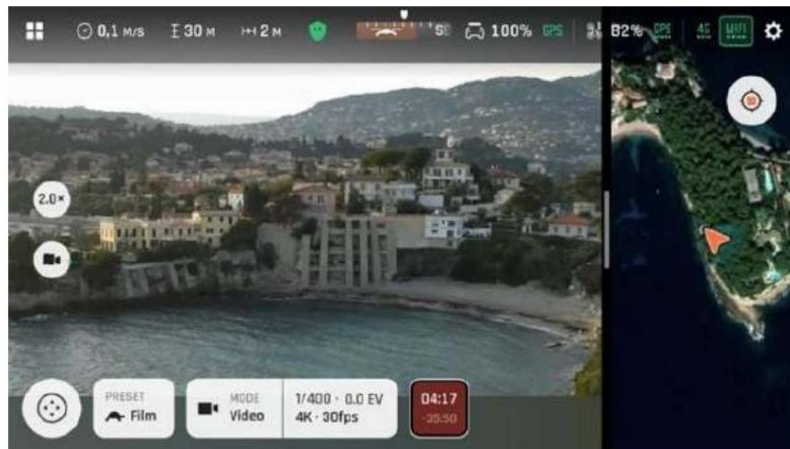 0,1 M/S
30 M
2 M
SE
100%
GPS
82%
GPS
4G
WIFI
2.0×
PRESET
Film
MODE
Video
1/400 · 0.0 EV
4K · 30fps
04:17
-35:50